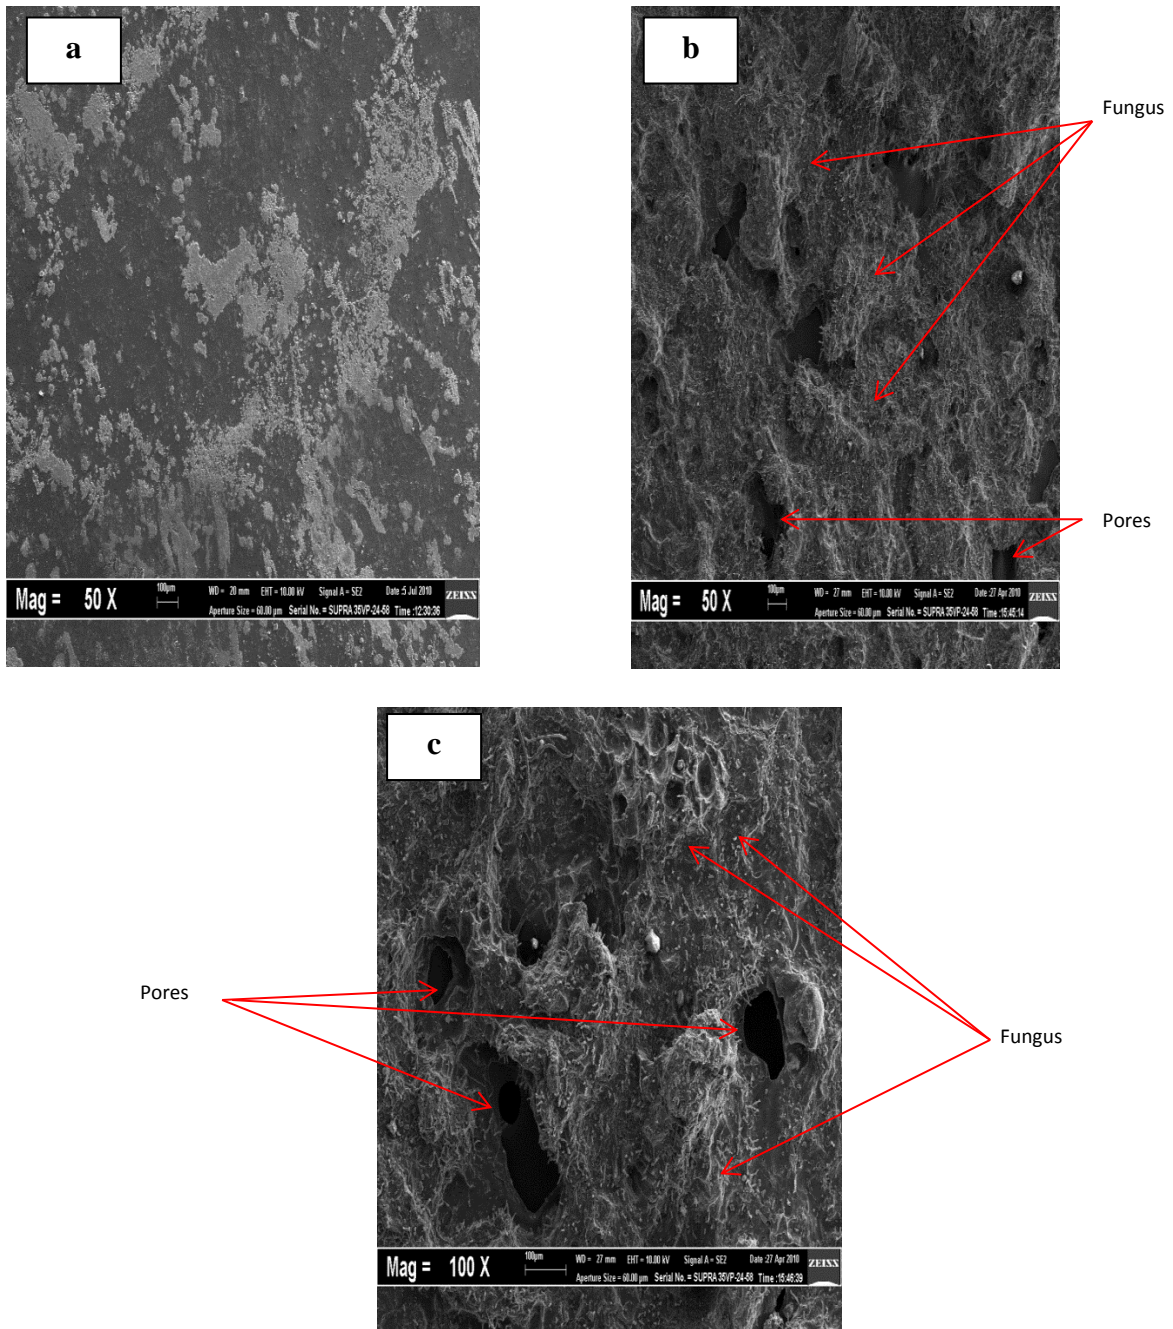 a
b
Fungus
Pores
Mag = 50 X
100µm
WD = 20 mm EHT = 10.00 kV Signal A = SE2 Date :5 Jul 2010
Aperture Size = 60.00 µm Serial No. = SUPRA 35VP-24-58 Time :12:30:36
ZEISS
Mag = 50 X
100µm
WD = 27 mm EHT = 10.00 kV Signal A = SE2 Date :27 Apr 2010
Aperture Size = 60.00 µm Serial No. = SUPRA 35VP-24-58 Time :15:45:14
ZEISS
c
Pores
Fungus
Mag = 100 X
100µm
WD = 27 mm EHT = 10.00 kV Signal A = SE2 Date :27 Apr 2010
Aperture Size = 60.00 µm Serial No. = SUPRA 35VP-24-58 Time :15:46:39
ZEISS